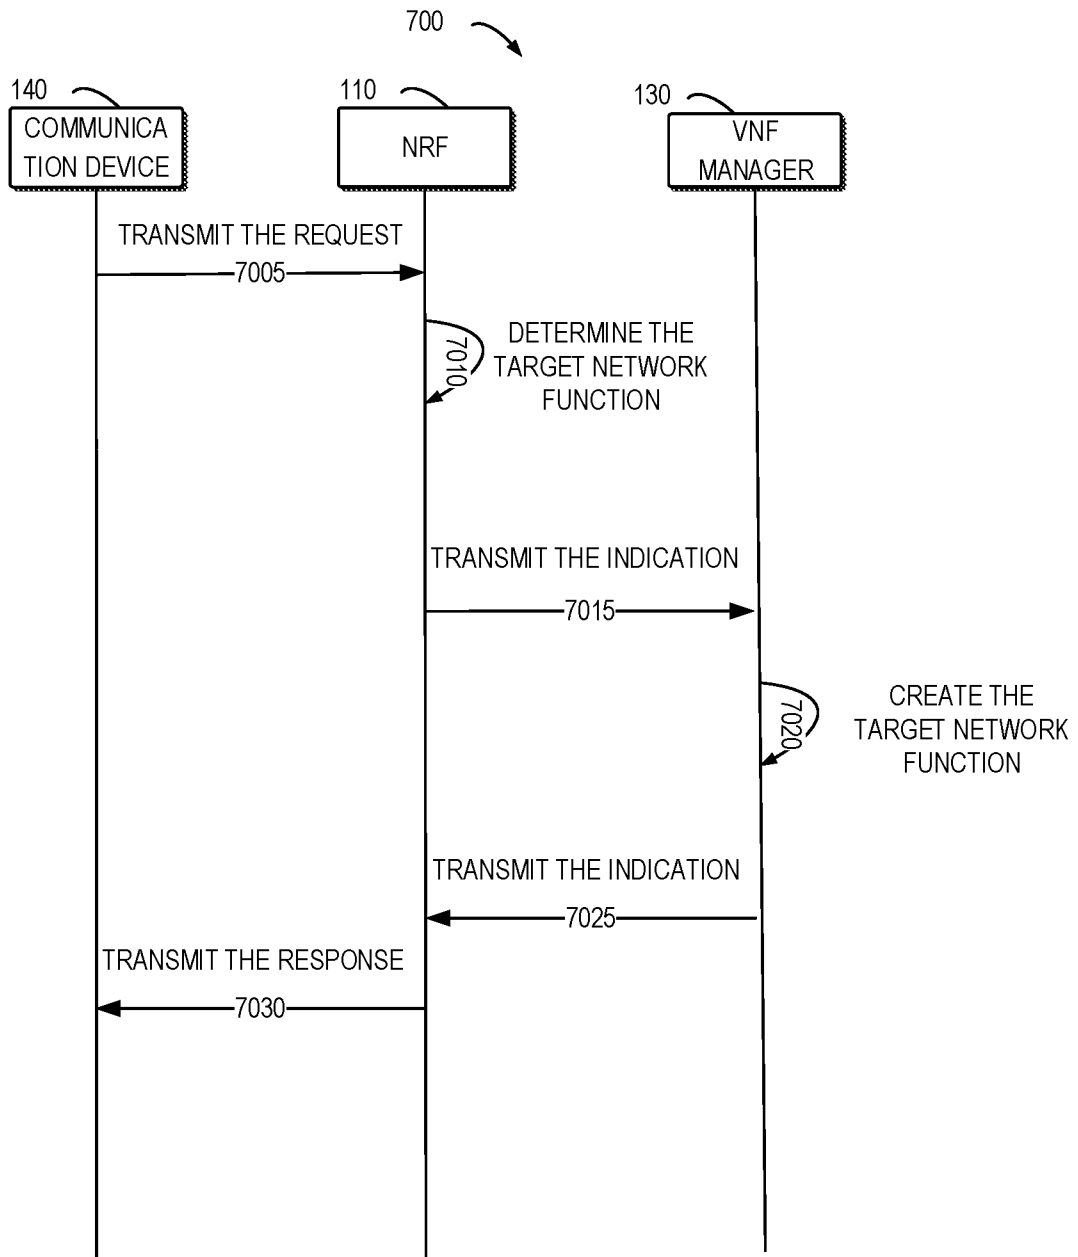 700
140
110
130
COMMUNICA
TION DEVICE
NRF
VNF
MANAGER
TRANSMIT THE REQUEST
7005
7010
DETERMINE THE
TARGET NETWORK
FUNCTION
TRANSMIT THE INDICATION
7015
7020
CREATE THE
TARGET NETWORK
FUNCTION
TRANSMIT THE INDICATION
7025
TRANSMIT THE RESPONSE
7030